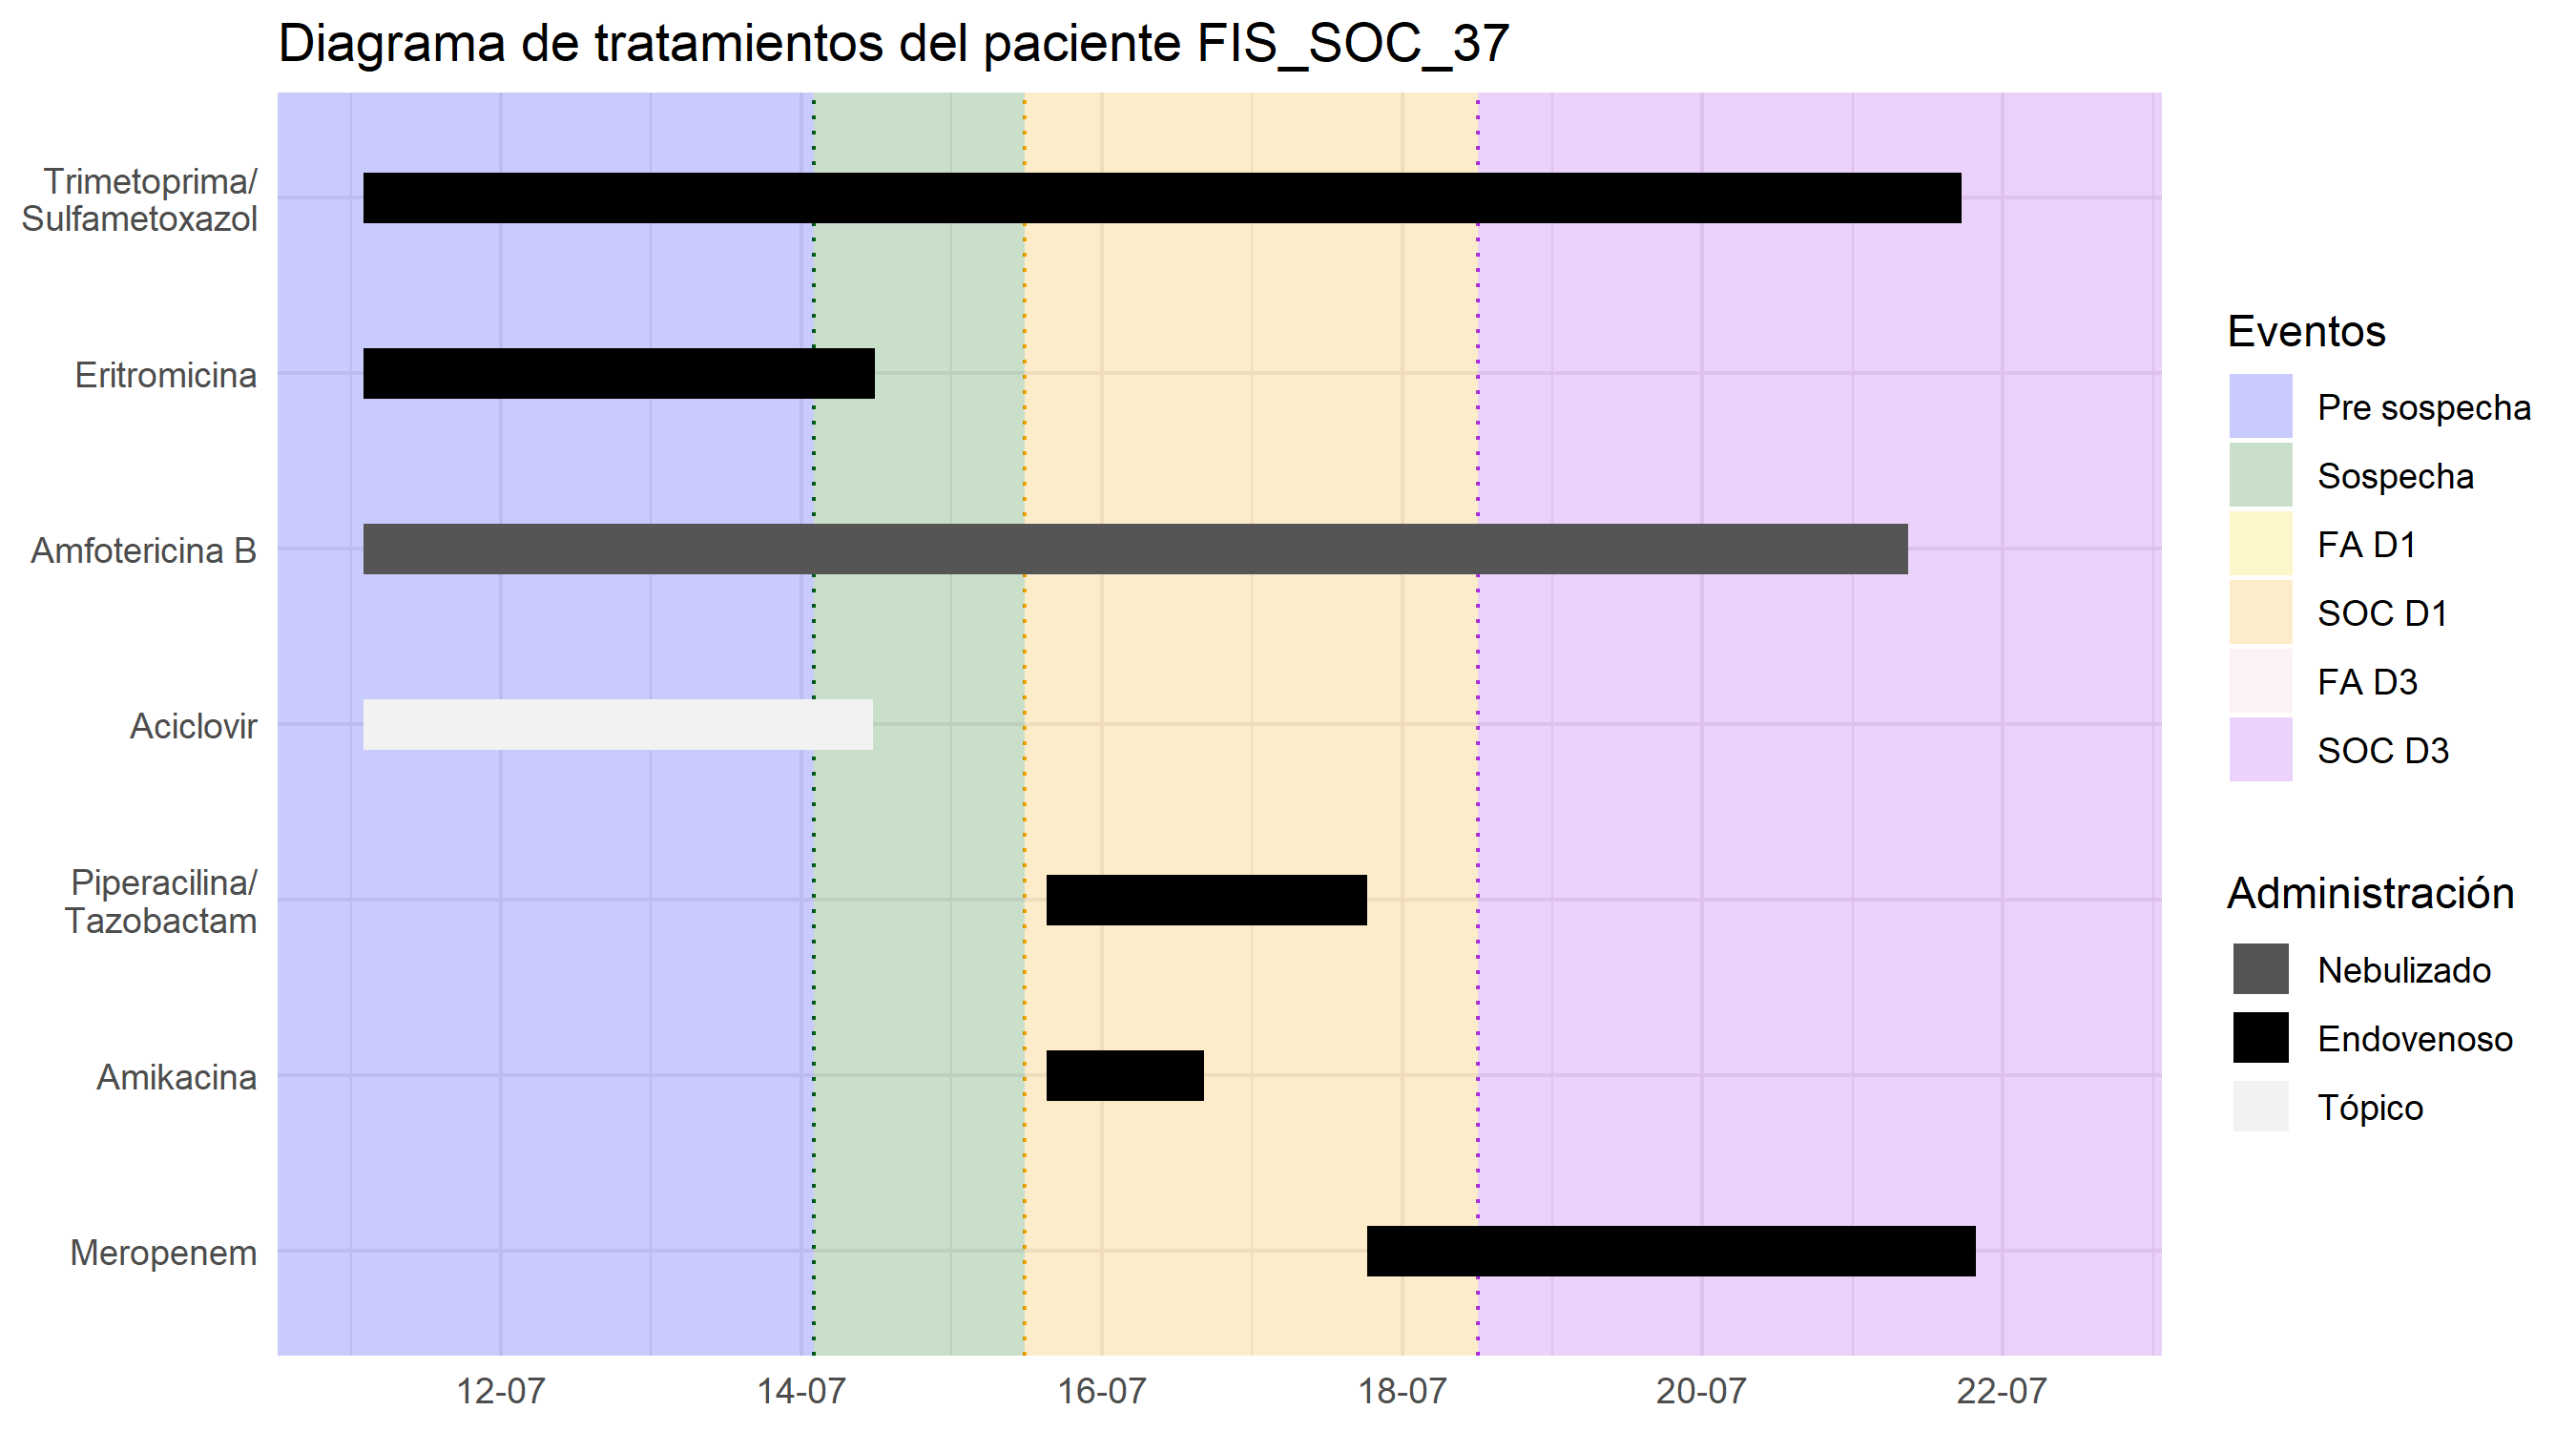 Diagrama de tratamientos del paciente FIS_SOC_37
Trimetoprima/
Sulfametoxazol
Eritromicina
Amfotericina B
Aciclovir
Piperacilina/
Tazobactam
Amikacina
Meropenem
12-07
14-07
16-07
18-07
20-07
22-07
Eventos
Pre sospecha
Sospecha
FA D1
SOC D1
FA D3
SOC D3
Administración
Nebulizado
Endovenoso
Tópico